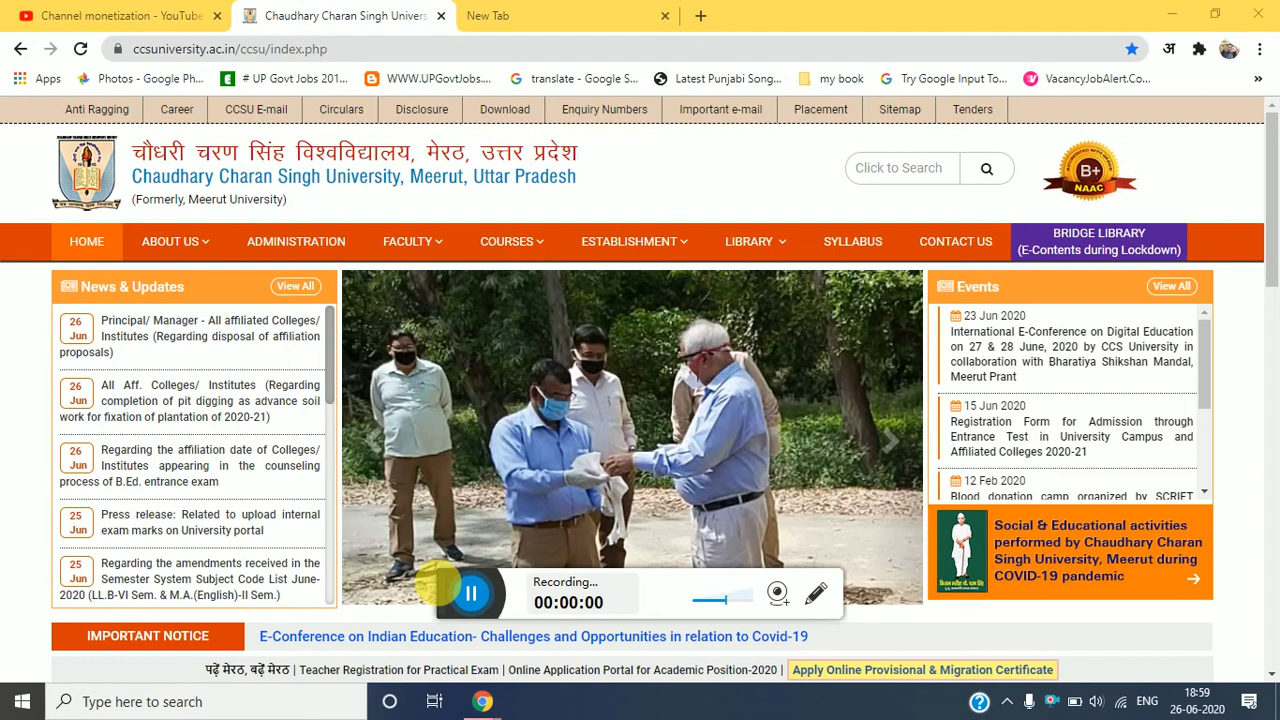 Channel monetization - YouTube
Chaudhary Charan Singh Univers
New Tab
ccsuniversity.ac.in/ccsu/index.php
अ
Apps
Photos - Google Ph...
# UP Govt Jobs 201...
WWW.UPGovtJobs....
translate - Google S...
Latest Punjabi Song...
my book
Try Google Input To...
VacancyJobAlert.Co...
Anti Ragging
Career
CCSU E-mail
Circulars
Disclosure
Download
Enquiry Numbers
Important e-mail
Placement
Sitemap
Tenders
चौधरी चरण सिंह विश्वविद्यालय, मेरठ, उत्तर प्रदेश
Chaudhary Charan Singh University, Meerut, Uttar Pradesh
(Formerly, Meerut University)
Click to Search
B+
NAAC
HOME
ABOUT US
ADMINISTRATION
FACULTY
COURSES
ESTABLISHMENT
LIBRARY
SYLLABUS
CONTACT US
BRIDGE LIBRARY
(E-Contents during Lockdown)
News & Updates
View All
26
Jun
Principal/ Manager - All affiliated Colleges/
Institutes (Regarding disposal of affiliation
proposals)
26
Jun
All Aff. Colleges/ Institutes (Regarding
completion of pit digging as advance soil
work for fixation of plantation of 2020-21)
26
Jun
Regarding the affiliation date of Colleges/
Institutes appearing in the counseling
process of B.Ed. entrance exam
25
Jun
Press release: Related to upload internal
exam marks on University portal
25
Jun
Regarding the amendments received in the
Semester System Subject Code List June-
2020 (LL.B-VI Sem. & M.A.(English)-II Sem)
Events
View All
23 Jun 2020
International E-Conference on Digital Education
on 27 & 28 June, 2020 by CCS University in
collaboration with Bharatiya Shikshan Mandal,
Meerut Prant
15 Jun 2020
Registration Form for Admission through
Entrance Test in University Campus and
Affiliated Colleges 2020-21
12 Feb 2020
Blood donation camp organized by SCRIET
Social & Educational activities
performed by Chaudhary Charan
Singh University, Meerut during
COVID-19 pandemic
Recording...
00:00:00
IMPORTANT NOTICE
E-Conference on Indian Education- Challenges and Opportunities in relation to Covid-19
पढ़ें मेरठ, बढ़ें मेरठ | Teacher Registration for Practical Exam | Online Application Portal for Academic Position-2020 | Apply Online Provisional & Migration Certificate
Type here to search
ENG
18:59
26-06-2020